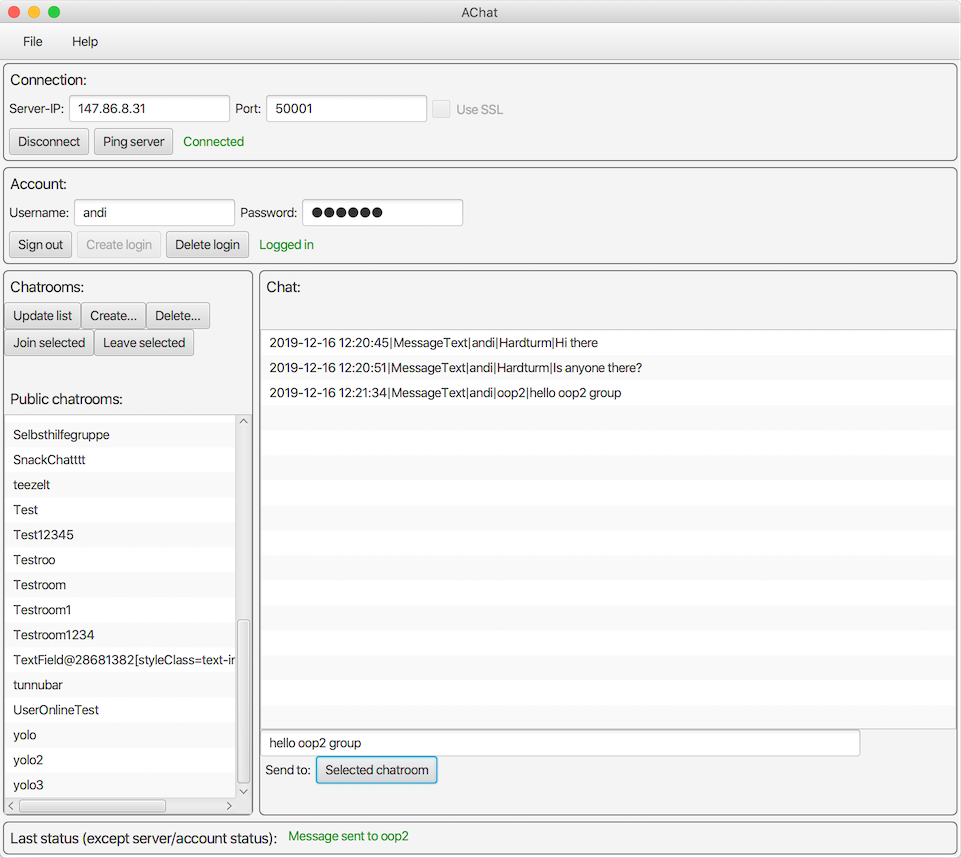 AChat
File Help
Connection:
Server-IP: 147.86.8.31 Port: 50001 Use SSL
Disconnect Ping server Connected
Account:
Username: andi Password: ●●●●●●
Sign out Create login Delete login Logged in
Chatrooms:
Update list Create... Delete...
Join selected Leave selected
Public chatrooms:
Selbsthilfegruppe
SnackChatttt
teezelt
Test
Test12345
Testroo
Testroom
Testroom1
Testroom1234
TextField@28681382[styleClass=text-in
tunnubar
UserOnlineTest
yolo
yolo2
yolo3
Chat:
2019-12-16 12:20:45|MessageText|andi|Hardturm|Hi there
2019-12-16 12:20:51|MessageText|andi|Hardturm|Is anyone there?
2019-12-16 12:21:34|MessageText|andi|oop2|hello oop2 group
hello oop2 group
Send to: Selected chatroom
Last status (except server/account status): Message sent to oop2